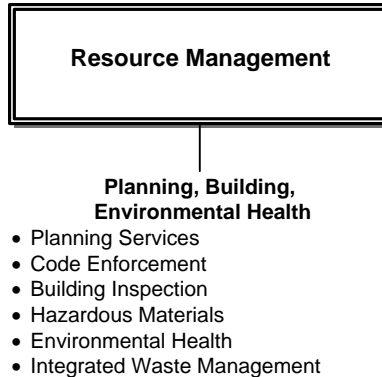 Resource Management
Planning, Building,
Environmental Health
• Planning Services
• Code Enforcement
• Building Inspection
• Hazardous Materials
• Environmental Health
• Integrated Waste Management